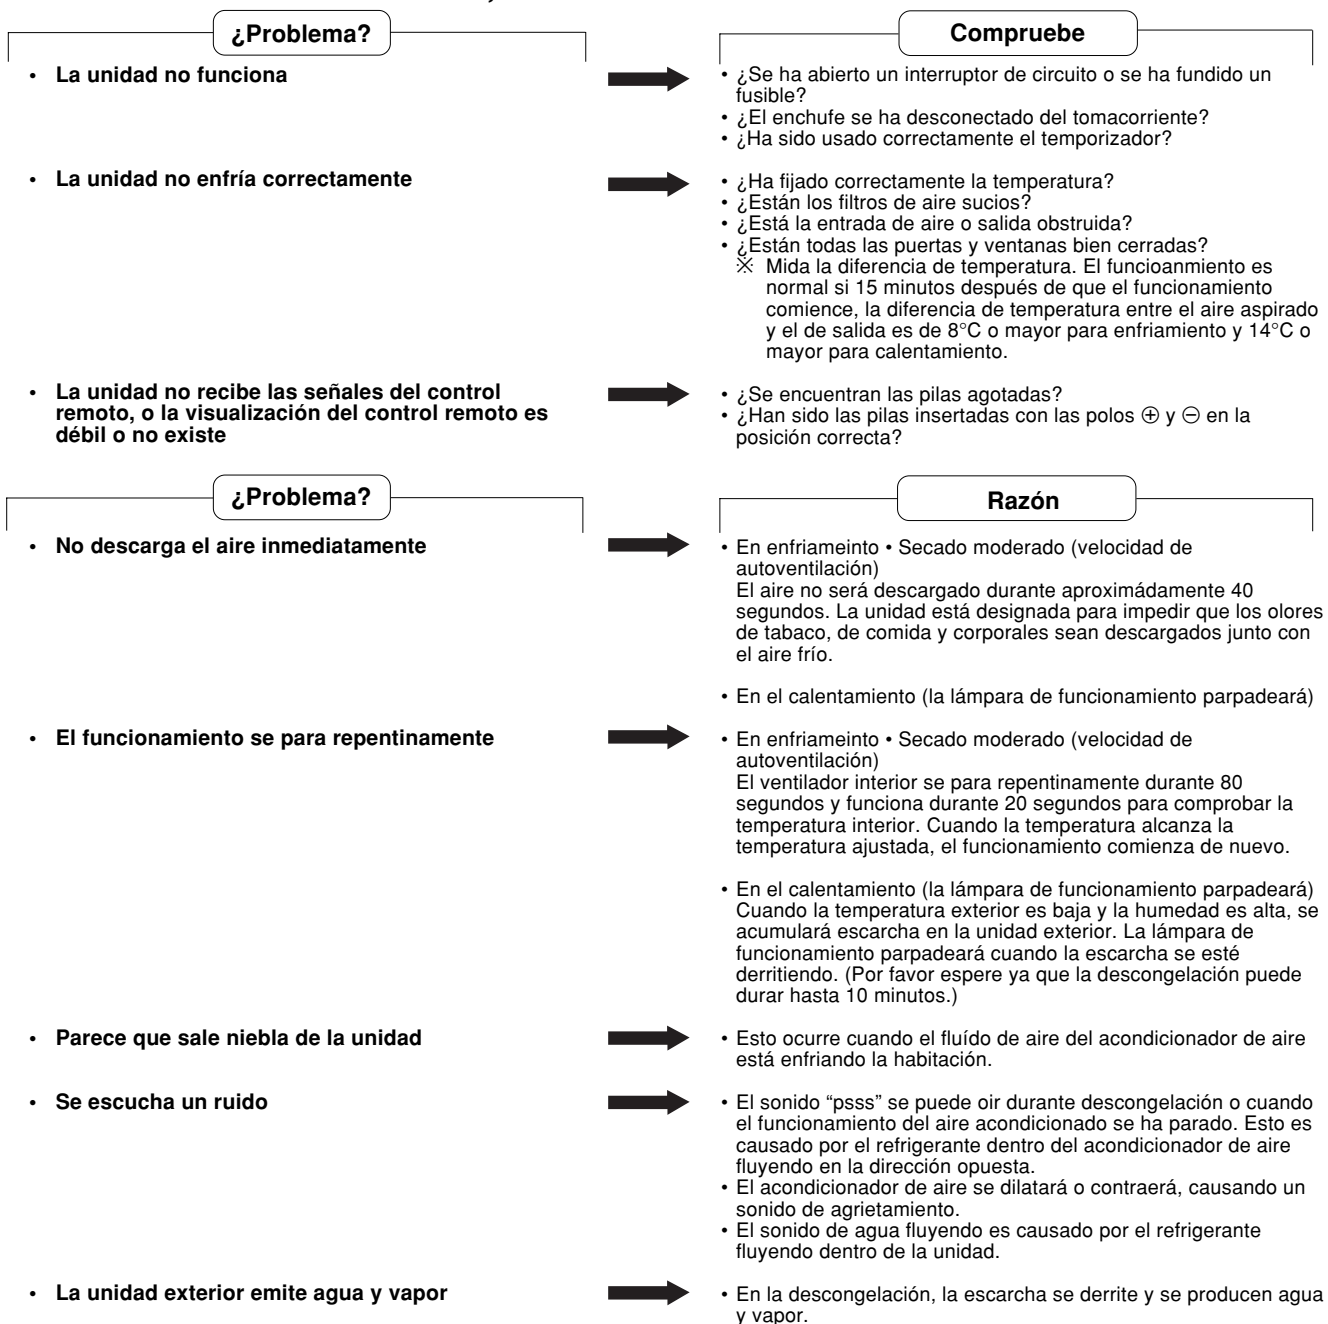 ¿Problema?
Compruebe
• La unidad no funciona
• ¿Se ha abierto un interruptor de circuito o se ha fundido un
fusible?
• ¿El enchufe se ha desconectado del tomacorriente?
• ¿Ha sido usado correctamente el temporizador?
• La unidad no enfría correctamente
• ¿Ha fijado correctamente la temperatura?
• ¿Están los filtros de aire sucios?
• ¿Está la entrada de aire o salida obstruida?
• ¿Están todas las puertas y ventanas bien cerradas?
※ Mida la diferencia de temperatura. El funcioanmiento es
normal si 15 minutos después de que el funcionamiento
comience, la diferencia de temperatura entre el aire aspirado
y el de salida es de 8°C o mayor para enfriamiento y 14°C o
mayor para calentamiento.
• La unidad no recibe las señales del control
remoto, o la visualización del control remoto es
débil o no existe
• ¿Se encuentran las pilas agotadas?
• ¿Han sido las pilas insertadas con las polos ⊕ y ⊖ en la
posición correcta?
¿Problema?
Razón
• No descarga el aire inmediatamente
• En enfriameinto • Secado moderado (velocidad de
autoventilación)
El aire no será descargado durante aproximádamente 40
segundos. La unidad está designada para impedir que los olores
de tabaco, de comida y corporales sean descargados junto con
el aire frío.
• En el calentamiento (la lámpara de funcionamiento parpadeará)
• El funcionamiento se para repentinamente
• En enfriameinto • Secado moderado (velocidad de
autoventilación)
El ventilador interior se para repentinamente durante 80
segundos y funciona durante 20 segundos para comprobar la
temperatura interior. Cuando la temperatura alcanza la
temperatura ajustada, el funcionamiento comienza de nuevo.
• En el calentamiento (la lámpara de funcionamiento parpadeará)
Cuando la temperatura exterior es baja y la humedad es alta, se
acumulará escarcha en la unidad exterior. La lámpara de
funcionamiento parpadeará cuando la escarcha se esté
derritiendo. (Por favor espere ya que la descongelación puede
durar hasta 10 minutos.)
• Parece que sale niebla de la unidad
• Esto ocurre cuando el fluído de aire del acondicionador de aire
está enfriando la habitación.
• Se escucha un ruido
• El sonido “psss” se puede oir durante descongelación o cuando
el funcionamiento del aire acondicionado se ha parado. Esto es
causado por el refrigerante dentro del acondicionador de aire
fluyendo en la dirección opuesta.
• El acondicionador de aire se dilatará o contraerá, causando un
sonido de agrietamiento.
• El sonido de agua fluyendo es causado por el refrigerante
fluyendo dentro de la unidad.
• La unidad exterior emite agua y vapor
• En la descongelación, la escarcha se derrite y se producen agua
y vapor.